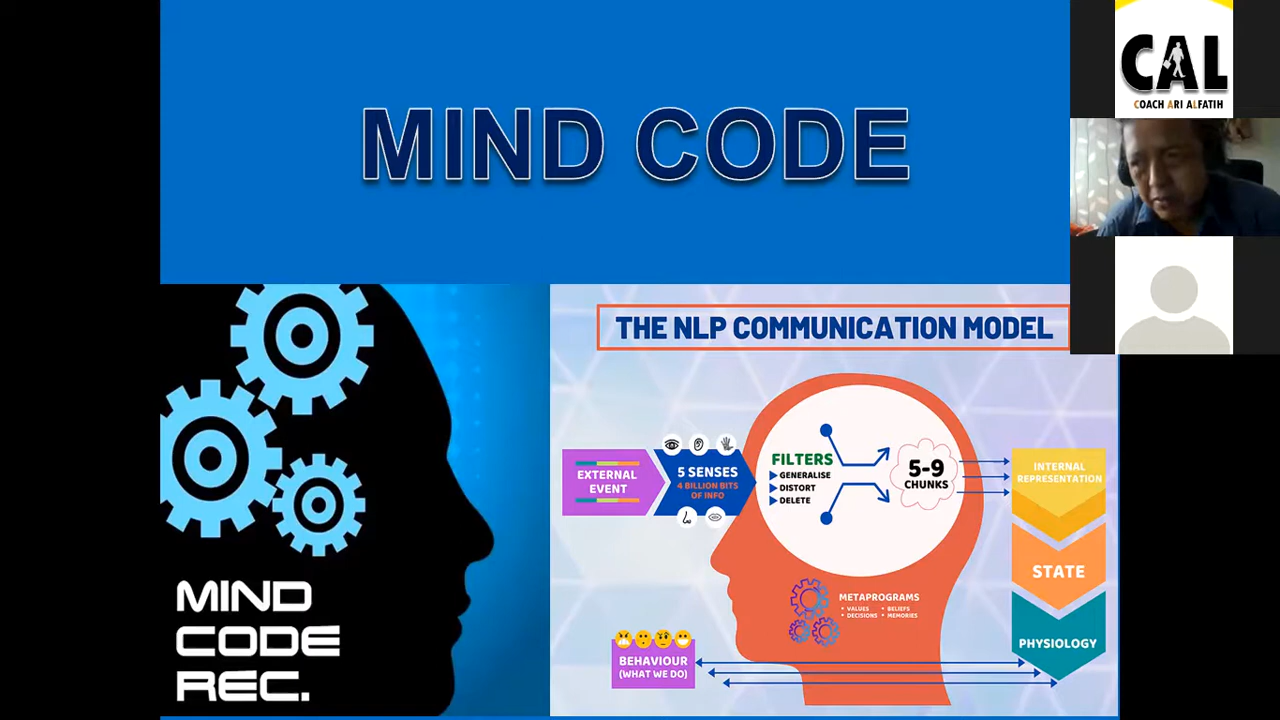 MIND CODE
CAL
COACH ARI ALFATIH
MIND
CODE
REC.
THE NLP COMMUNICATION MODEL
EXTERNAL
EVENT
5 SENSES
4 BILLION BITS
OF INFO
FILTERS
GENERALISE
DISTORT
DELETE
5-9
CHUNKS
INTERNAL
REPRESENTATION
STATE
PHYSIOLOGY
METAPROGRAMS
• VALUES • BELIEFS
• DECISIONS • MEMORIES
BEHAVIOUR
(WHAT WE DO)